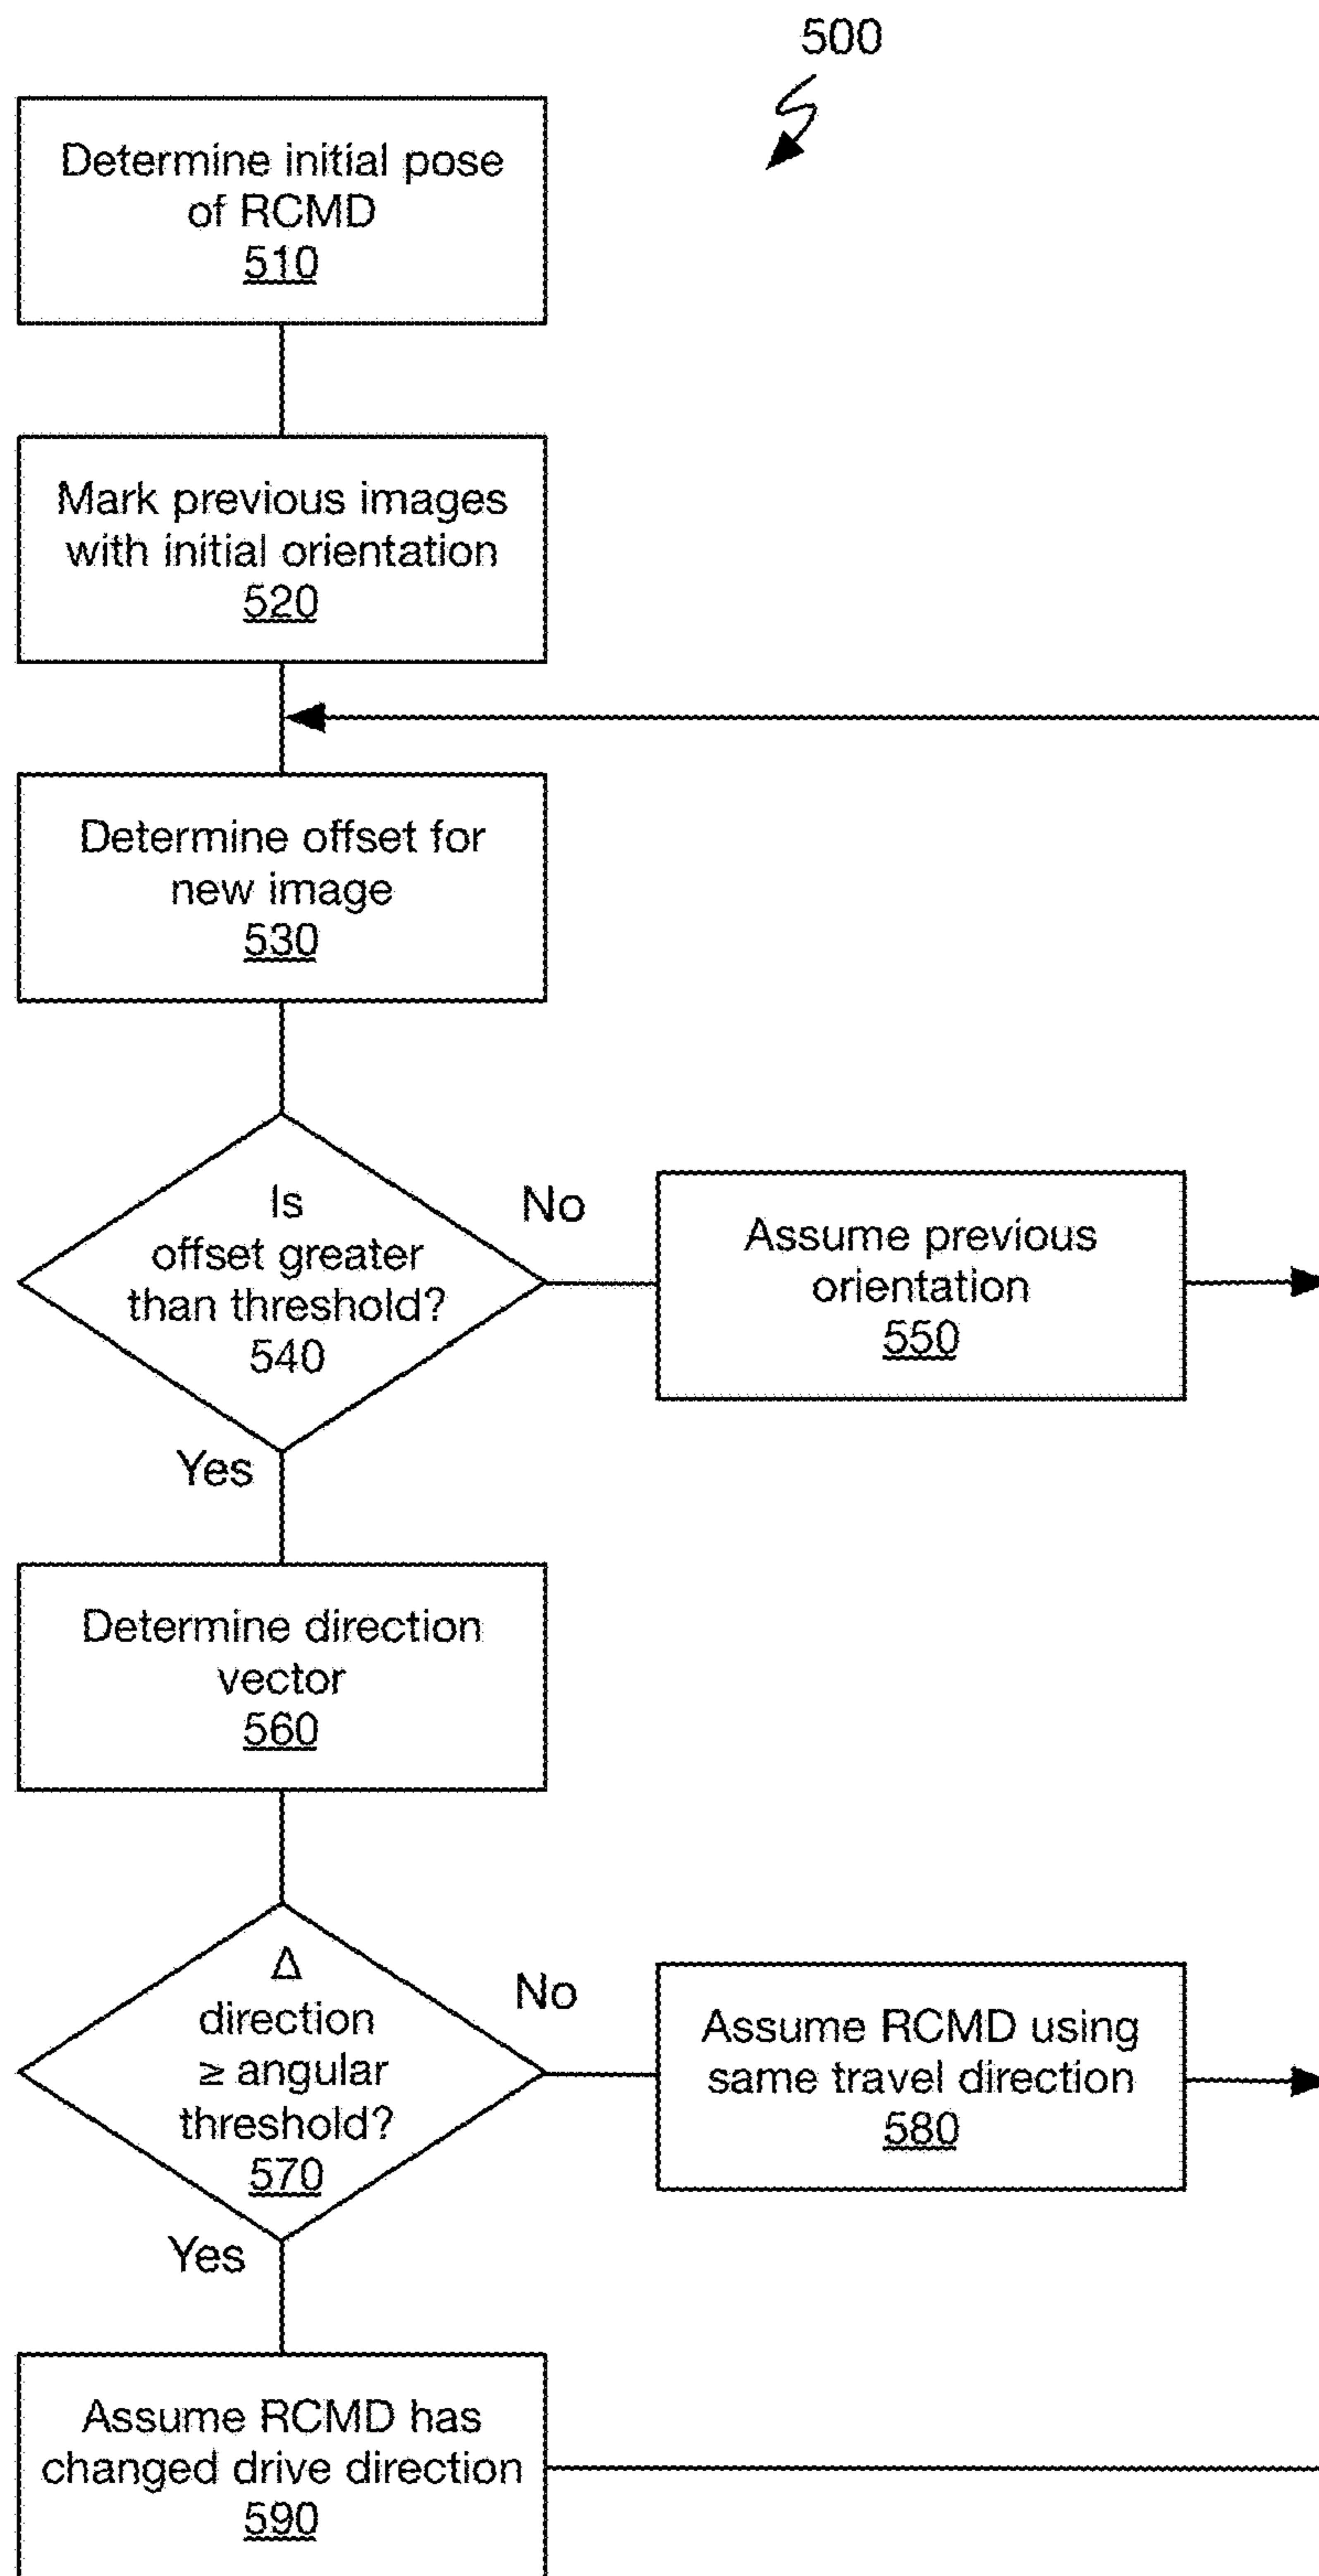 500
Determine initial pose
of RCMD
510
Mark previous images
with initial orientation
520
Determine offset for
new image
530
Is
offset greater
than threshold?
540
No
Assume previous
orientation
550
Yes
Determine direction
vector
560
Δ
direction
≥ angular
threshold?
570
No
Assume RCMD using
same travel direction
580
Yes
Assume RCMD has
changed drive direction
590